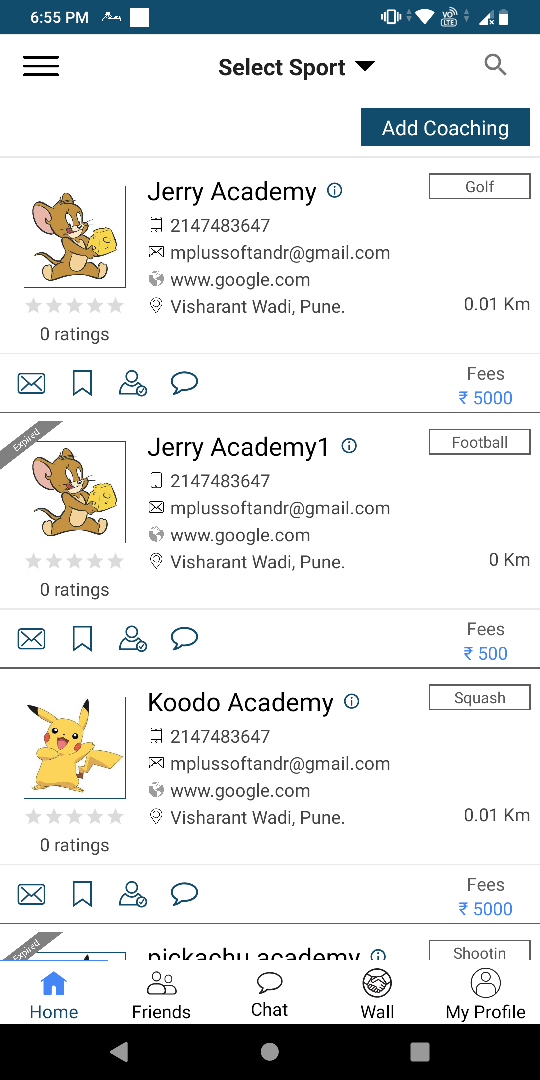 6:55 PM
VO
LTE
Select Sport
Add Coaching
Jerry Academy
Golf
2147483647
mplussoftandr@gmail.com
www.google.com
Visharant Wadi, Pune.
0.01 Km
0 ratings
Fees
₹ 5000
Expired
Jerry Academy1
Football
2147483647
mplussoftandr@gmail.com
www.google.com
Visharant Wadi, Pune.
0 Km
0 ratings
Fees
₹ 500
Koodo Academy
Squash
2147483647
mplussoftandr@gmail.com
www.google.com
Visharant Wadi, Pune.
0.01 Km
0 ratings
Fees
₹ 5000
Expired
pickachu academy
Shootin
Home
Friends
Chat
Wall
My Profile